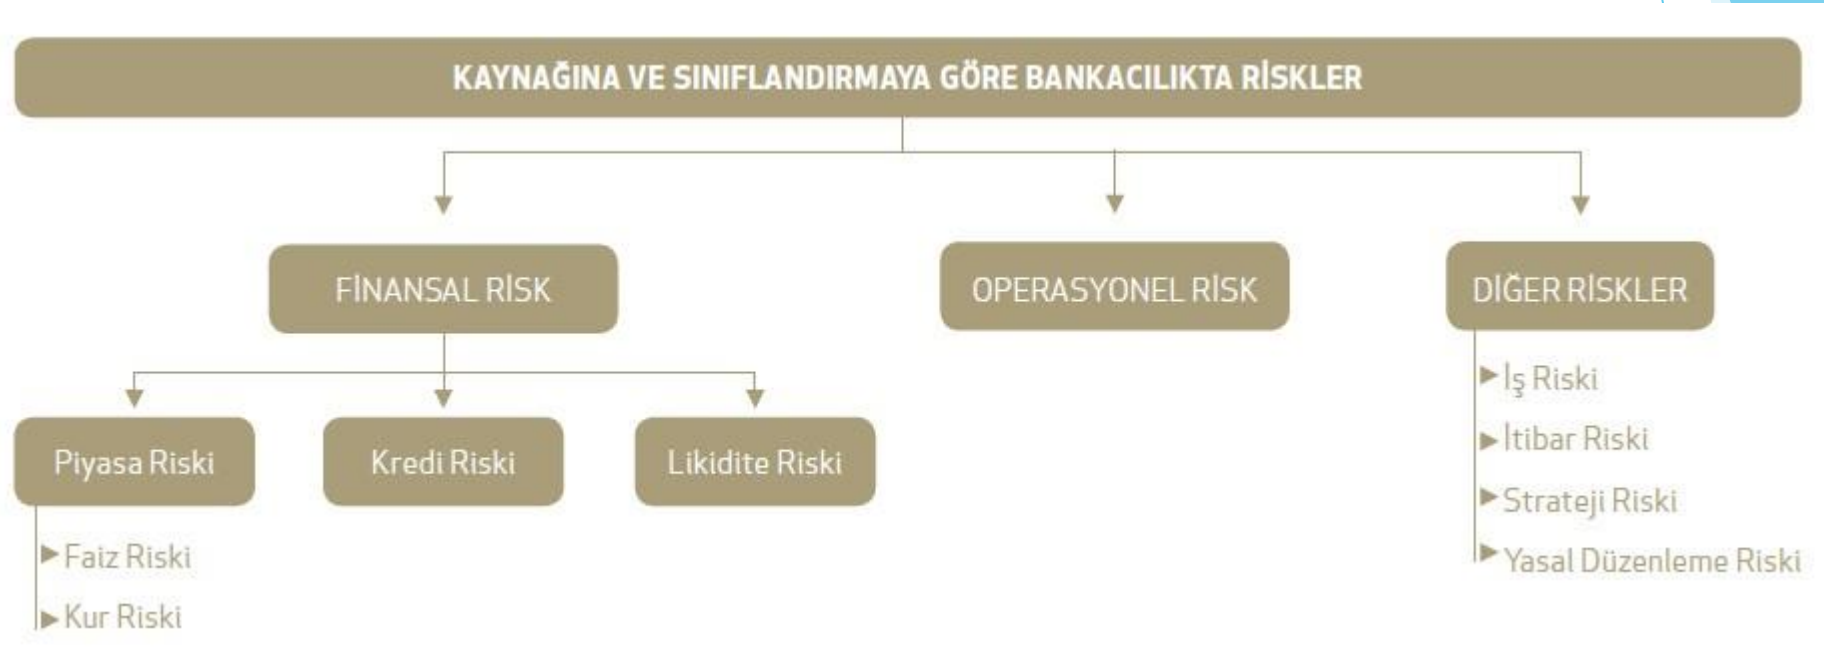 KAYNAĞINA VE SINIFLANDIRMAYA GÖRE BANKACILIKTA RİSKLER
FİNANSAL RİSK
OPERASYONEL RİSK
DİĞER RİSKLER
Piyasa Riski
Kredi Riski
Likidite Riski
Faiz Riski
Kur Riski
İş Riski
İtibar Riski
Strateji Riski
Yasal Düzenleme Riski